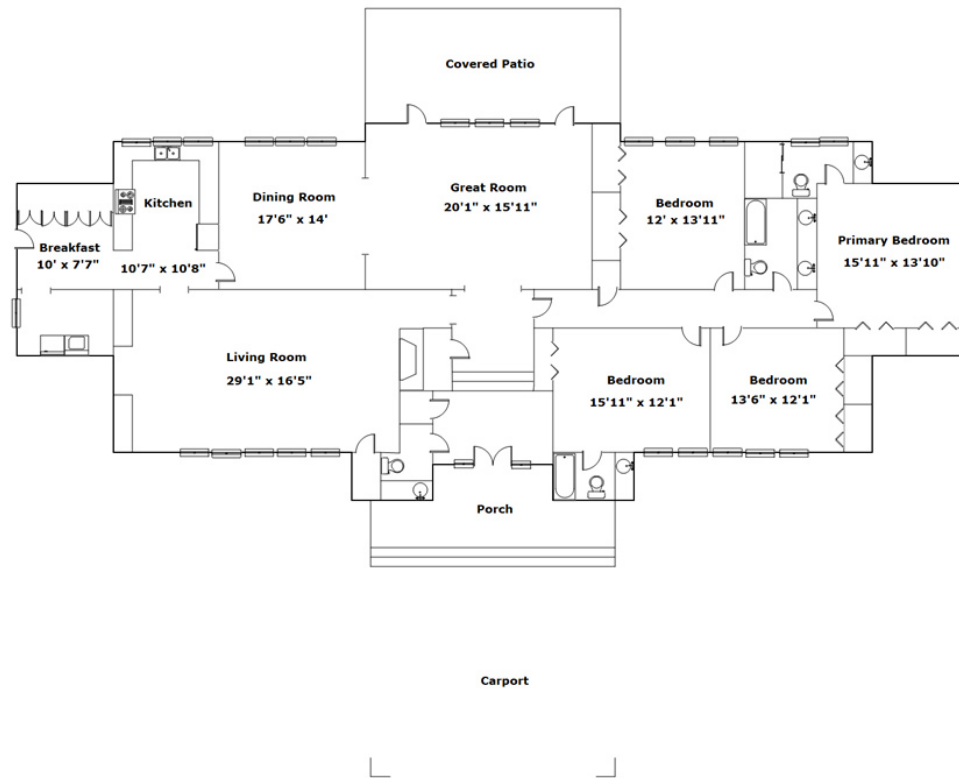 Covered Patio
Kitchen
10'7" x 10'8"
Dining Room
17'6" x 14'
Great Room
20'1" x 15'11"
Bedroom
12' x 13'11"
Primary Bedroom
15'11" x 13'10"
Breakfast
10' x 7'7"
Living Room
29'1" x 16'5"
Bedroom
15'11" x 12'1"
Bedroom
13'6" x 12'1"
Porch
Carport